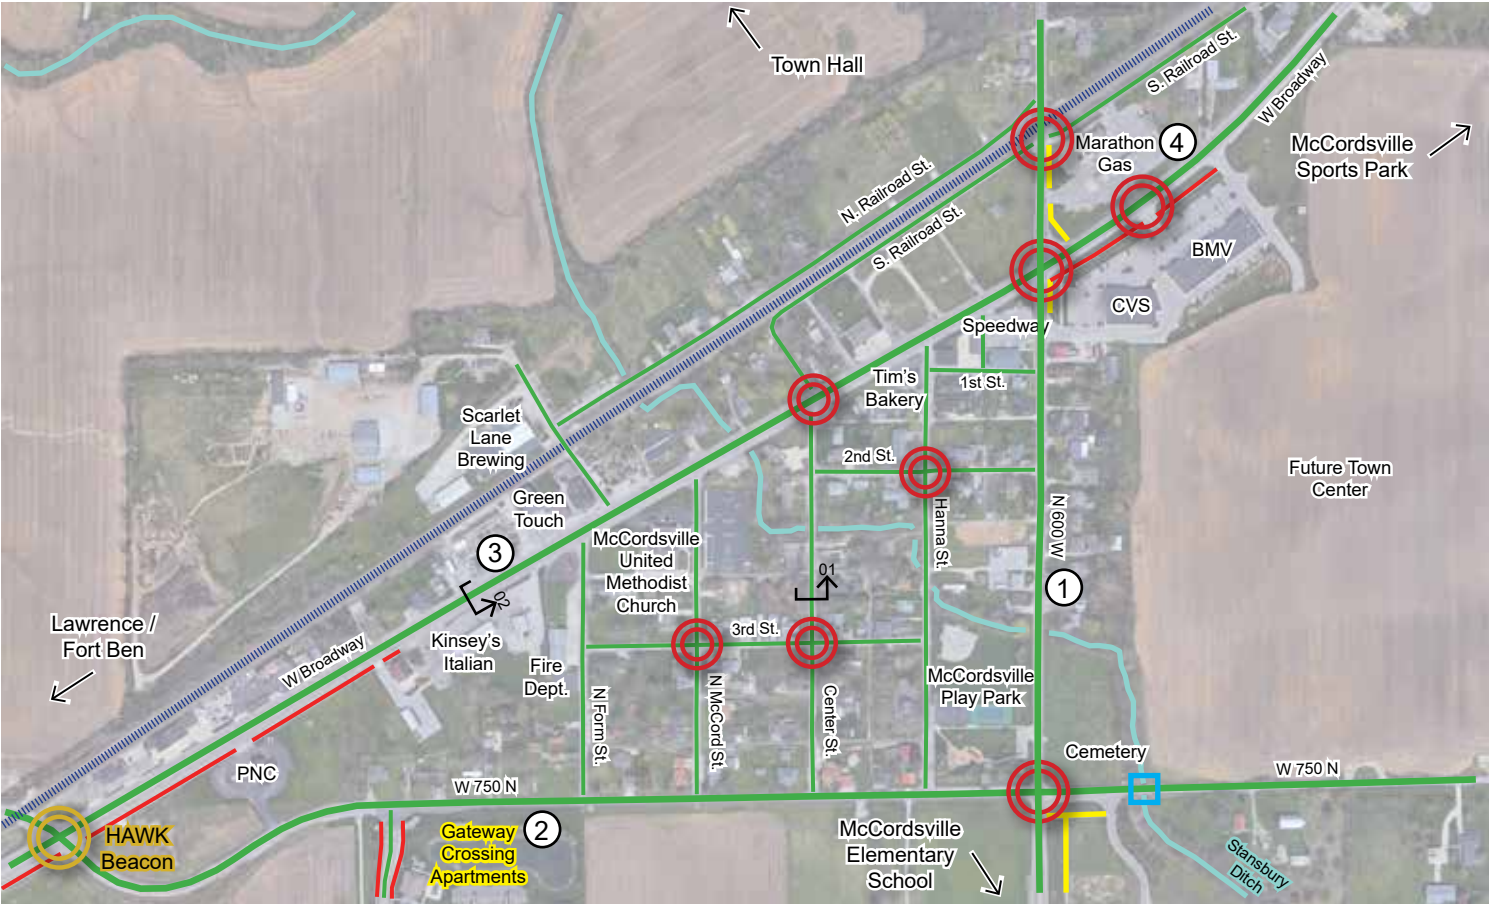 Town Hall
S. Railroad St.
W Broadway
McCordsville
Sports Park
Marathon
Gas
4
N. Railroad St.
S. Railroad St.
BMV
CVS
Speedway
1st St.
Tim's
Bakery
2nd St.
Hanna St.
N 600 W
Future Town
Center
Scarlet
Lane
Brewing
Green
Touch
3
McCordsville
United
Methodist
Church
01
02
1
Lawrence /
Fort Ben
W Broadway
Kinsey's
Italian
Fire
Dept.
3rd St.
N Form St.
N McCord St.
Center St.
McCordsville
Play Park
Cemetery
PNC
W 750 N
W 750 N
HAWK
Beacon
2
Gateway
Crossing
Apartments
McCordsville
Elementary
School
Stansbury
Ditch